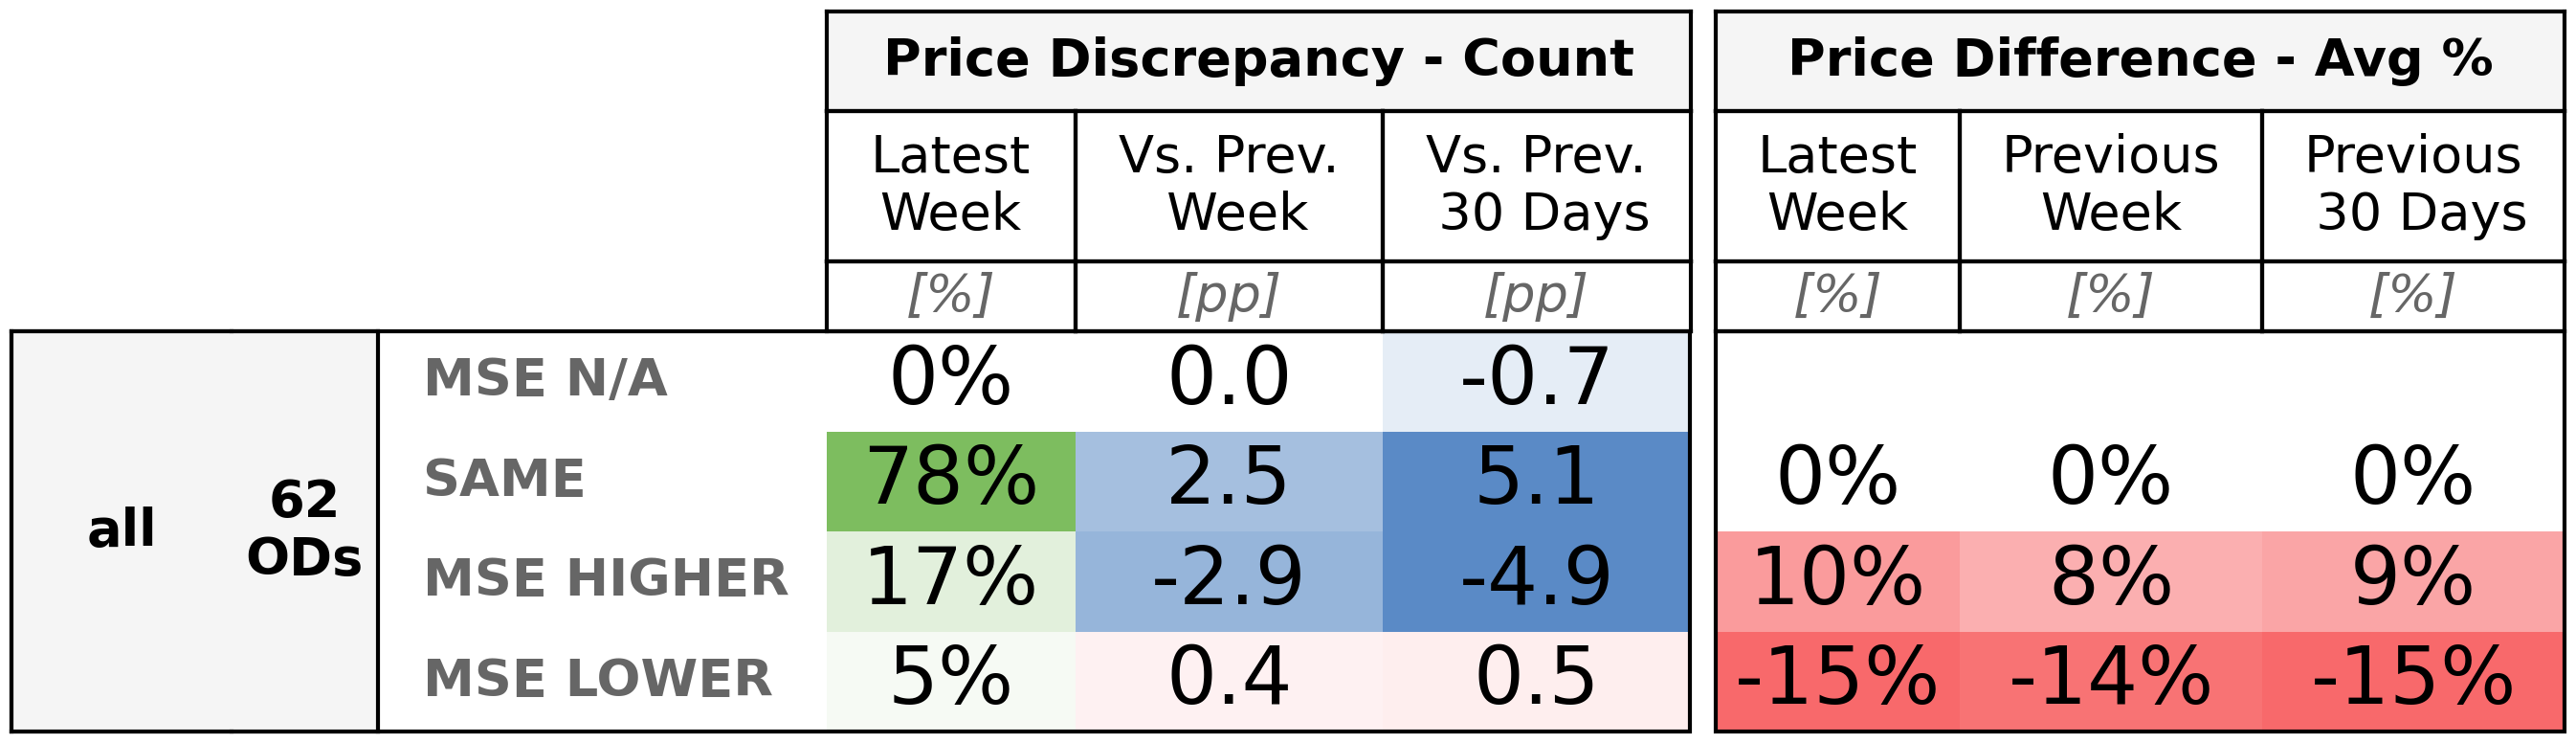 Price Discrepancy - Count Price Difference - Avg %
Latest Week Vs. Prev. Week Vs. Prev. 30 Days Latest Week Previous Week Previous 30 Days
[%] [pp] [pp] [%] [%] [%]
all 62 ODs
MSE N/A 0% 0.0 -0.7
SAME 78% 2.5 5.1 0% 0% 0%
MSE HIGHER 17% -2.9 -4.9 10% 8% 9%
MSE LOWER 5% 0.4 0.5 -15% -14% -15%